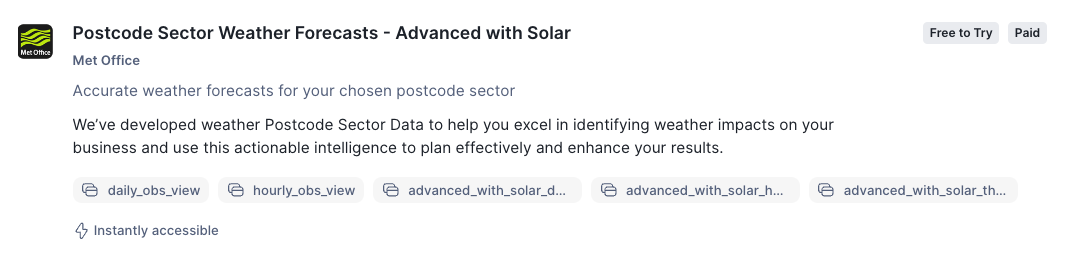 Postcode Sector Weather Forecasts - Advanced with Solar
Free to Try
Paid
Met Office
Met Office
Accurate weather forecasts for your chosen postcode sector
We’ve developed weather Postcode Sector Data to help you excel in identifying weather impacts on your
business and use this actionable intelligence to plan effectively and enhance your results.
daily_obs_view
hourly_obs_view
advanced_with_solar_d...
advanced_with_solar_h...
advanced_with_solar_th...
Instantly accessible